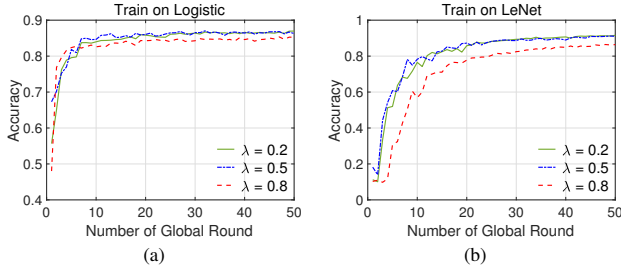 Train on Logistic
0.9
0.8
0.7
0.6
0.5
0.4
Accuracy
λ = 0.2
λ = 0.5
λ = 0.8
0 10 20 30 40 50
Number of Global Round
(a)
Train on LeNet
1
0.8
0.6
0.4
0.2
0
Accuracy
λ = 0.2
λ = 0.5
λ = 0.8
0 10 20 30 40 50
Number of Global Round
(b)